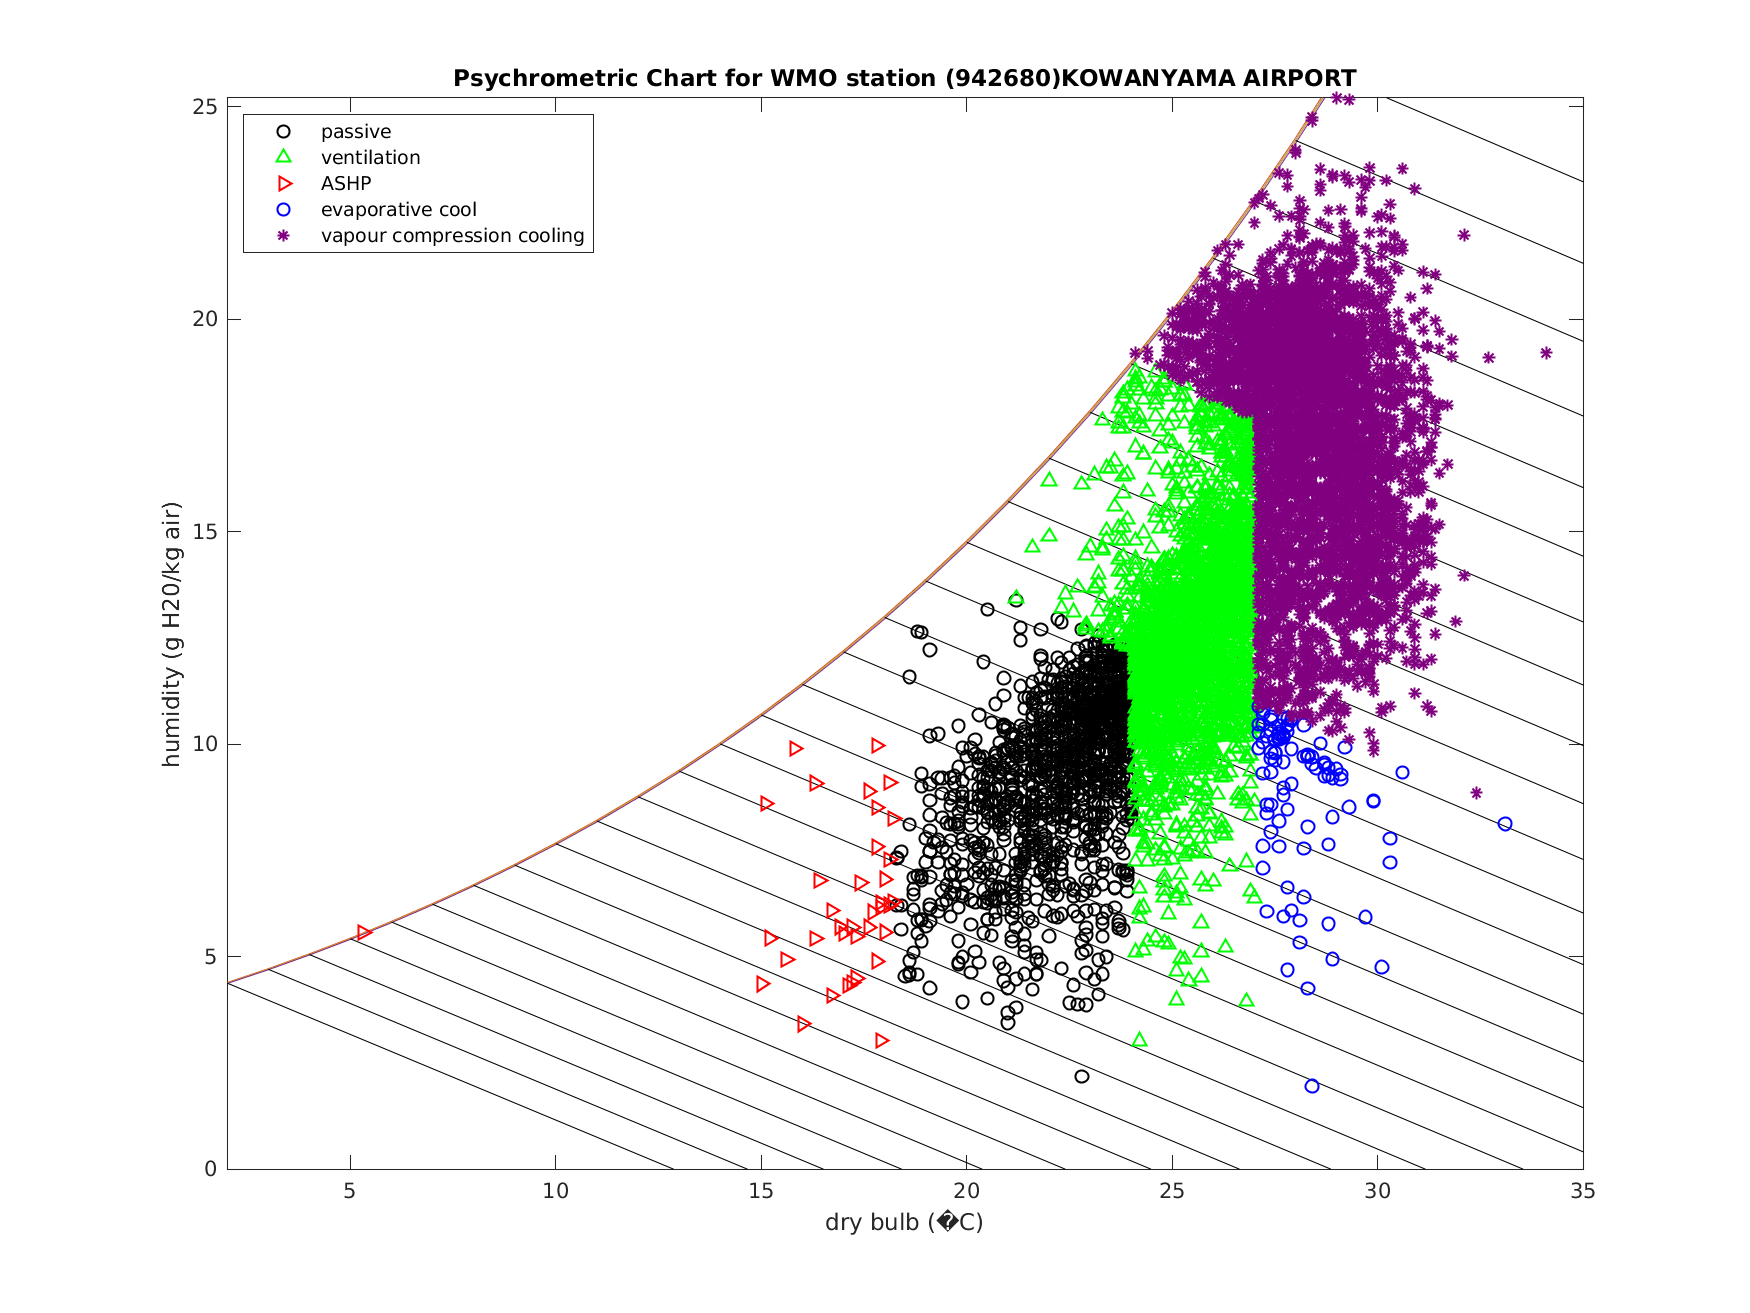 Psychrometric Chart for WMO station (942680)KOWANYAMA AIRPORT
passive
ventilation
ASHP
evaporative cool
vapour compression cooling
humidity (g H20/kg air)
25
20
15
10
5
0
5
10
15
20
25
30
35
dry bulb (�C)